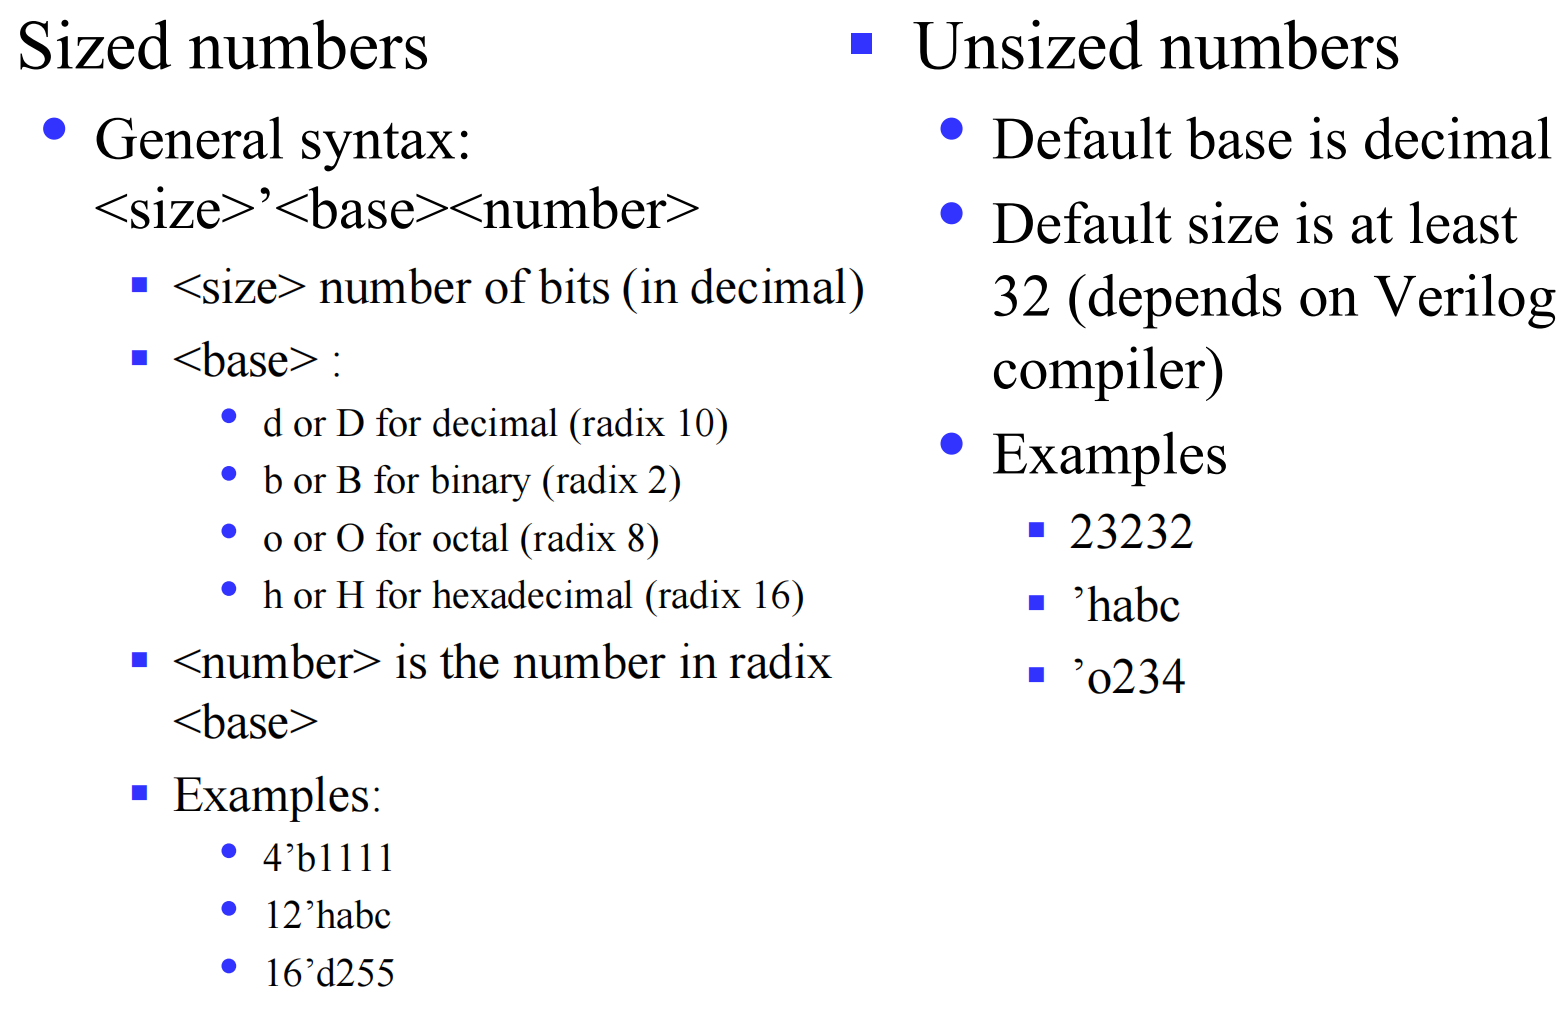 Sized numbers
General syntax:
<size>’<base><number>
<size> number of bits (in decimal)
<base> :
d or D for decimal (radix 10)
b or B for binary (radix 2)
o or O for octal (radix 8)
h or H for hexadecimal (radix 16)
<number> is the number in radix
<base>
Examples:
4’b1111
12’habc
16’d255
Unsized numbers
Default base is decimal
Default size is at least
32 (depends on Verilog
compiler)
Examples
23232
’habc
’o234